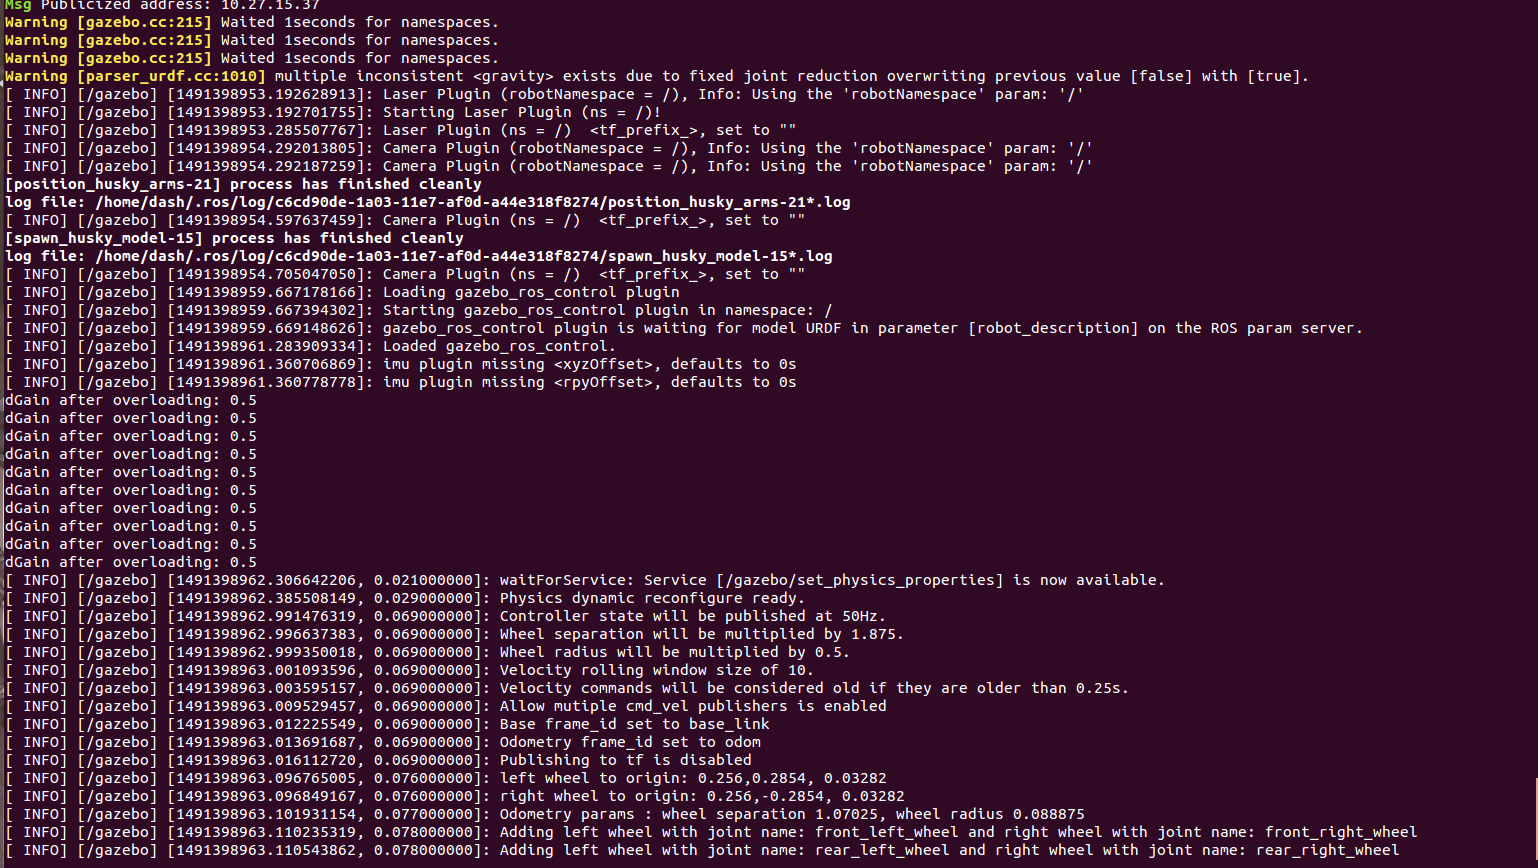 Msg Publicized address: 10.27.15.37
Warning [gazebo.cc:215] Waited 1seconds for namespaces.
Warning [gazebo.cc:215] Waited 1seconds for namespaces.
Warning [gazebo.cc:215] Waited 1seconds for namespaces.
Warning [parser_urdf.cc:1010] multiple inconsistent <gravity> exists due to fixed joint reduction overwriting previous value [false] with [true].
[ INFO] [/gazebo] [1491398953.192628913]: Laser Plugin (robotNamespace = /), Info: Using the 'robotNamespace' param: '/'
[ INFO] [/gazebo] [1491398953.192701755]: Starting Laser Plugin (ns = /)!
[ INFO] [/gazebo] [1491398953.285507767]: Laser Plugin (ns = /)  <tf_prefix_>, set to ""
[ INFO] [/gazebo] [1491398954.292013805]: Camera Plugin (robotNamespace = /), Info: Using the 'robotNamespace' param: '/'
[ INFO] [/gazebo] [1491398954.292187259]: Camera Plugin (robotNamespace = /), Info: Using the 'robotNamespace' param: '/'
[position_husky_arms-21] process has finished cleanly
log file: /home/dash/.ros/log/c6cd90de-1a03-11e7-af0d-a44e318f8274/position_husky_arms-21*.log
[ INFO] [/gazebo] [1491398954.597637459]: Camera Plugin (ns = /)  <tf_prefix_>, set to ""
[spawn_husky_model-15] process has finished cleanly
log file: /home/dash/.ros/log/c6cd90de-1a03-11e7-af0d-a44e318f8274/spawn_husky_model-15*.log
[ INFO] [/gazebo] [1491398954.705047050]: Camera Plugin (ns = /)  <tf_prefix_>, set to ""
[ INFO] [/gazebo] [1491398959.667178166]: Loading gazebo_ros_control plugin
[ INFO] [/gazebo] [1491398959.667394302]: Starting gazebo_ros_control plugin in namespace: /
[ INFO] [/gazebo] [1491398959.669148626]: gazebo_ros_control plugin is waiting for model URDF in parameter [robot_description] on the ROS param server.
[ INFO] [/gazebo] [1491398961.283909334]: Loaded gazebo_ros_control.
[ INFO] [/gazebo] [1491398961.360706869]: imu plugin missing <xyzOffset>, defaults to 0s
[ INFO] [/gazebo] [1491398961.360778778]: imu plugin missing <rpyOffset>, defaults to 0s
dGain after overloading: 0.5
dGain after overloading: 0.5
dGain after overloading: 0.5
dGain after overloading: 0.5
dGain after overloading: 0.5
dGain after overloading: 0.5
dGain after overloading: 0.5
dGain after overloading: 0.5
dGain after overloading: 0.5
dGain after overloading: 0.5
[ INFO] [/gazebo] [1491398962.306642206, 0.021000000]: waitForService: Service [/gazebo/set_physics_properties] is now available.
[ INFO] [/gazebo] [1491398962.385508149, 0.029000000]: Physics dynamic reconfigure ready.
[ INFO] [/gazebo] [1491398962.991476319, 0.069000000]: Controller state will be published at 50Hz.
[ INFO] [/gazebo] [1491398962.996637383, 0.069000000]: Wheel separation will be multiplied by 1.875.
[ INFO] [/gazebo] [1491398962.999350018, 0.069000000]: Wheel radius will be multiplied by 0.5.
[ INFO] [/gazebo] [1491398963.001093596, 0.069000000]: Velocity rolling window size of 10.
[ INFO] [/gazebo] [1491398963.003595157, 0.069000000]: Velocity commands will be considered old if they are older than 0.25s.
[ INFO] [/gazebo] [1491398963.009529457, 0.069000000]: Allow mutiple cmd_vel publishers is enabled
[ INFO] [/gazebo] [1491398963.012225549, 0.069000000]: Base frame_id set to base_link
[ INFO] [/gazebo] [1491398963.013691687, 0.069000000]: Odometry frame_id set to odom
[ INFO] [/gazebo] [1491398963.016112720, 0.069000000]: Publishing to tf is disabled
[ INFO] [/gazebo] [1491398963.096765005, 0.076000000]: left wheel to origin: 0.256,0.2854, 0.03282
[ INFO] [/gazebo] [1491398963.096849167, 0.076000000]: right wheel to origin: 0.256,-0.2854, 0.03282
[ INFO] [/gazebo] [1491398963.101931154, 0.077000000]: Odometry params : wheel separation 1.07025, wheel radius 0.088875
[ INFO] [/gazebo] [1491398963.110235319, 0.078000000]: Adding left wheel with joint name: front_left_wheel and right wheel with joint name: front_right_wheel
[ INFO] [/gazebo] [1491398963.110543862, 0.078000000]: Adding left wheel with joint name: rear_left_wheel and right wheel with joint name: rear_right_wheel